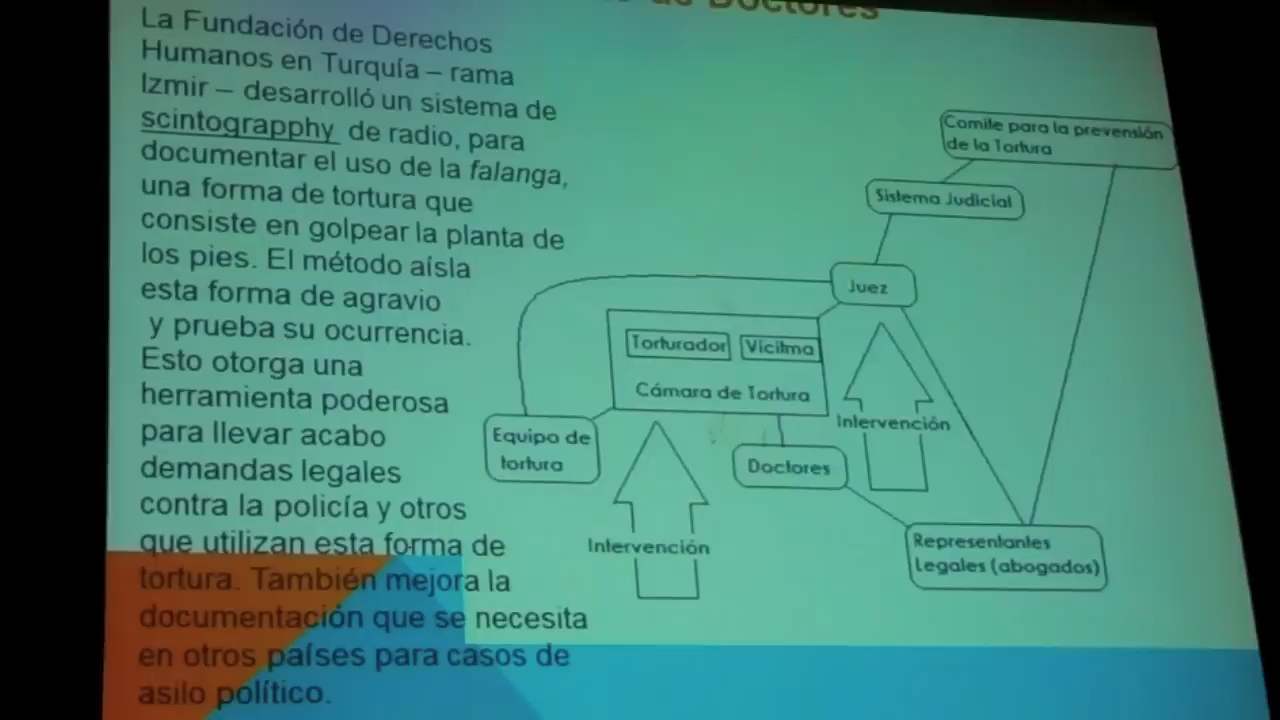 de Doctores
La Fundación de Derechos
Humanos en Turquía – rama
Izmir – desarrolló un sistema de
scintograpphy de radio, para
documentar el uso de la falanga,
una forma de tortura que
consiste en golpear la planta de
los pies. El método aísla
esta forma de agravio
y prueba su ocurrencia.
Esto otorga una
herramienta poderosa
para llevar acabo
demandas legales
contra la policía y otros
que utilizan esta forma de
tortura. También mejora la
documentación que se necesita
en otros países para casos de
asilo político.
Comite para la prevensión
de la Tortura
Sistema Judicial
Juez
Torturador
Vícitma
Cámara de Tortura
Equipo de
tortura
Doctores
Intervención
Intervención
Representantes
Legales (abogados)